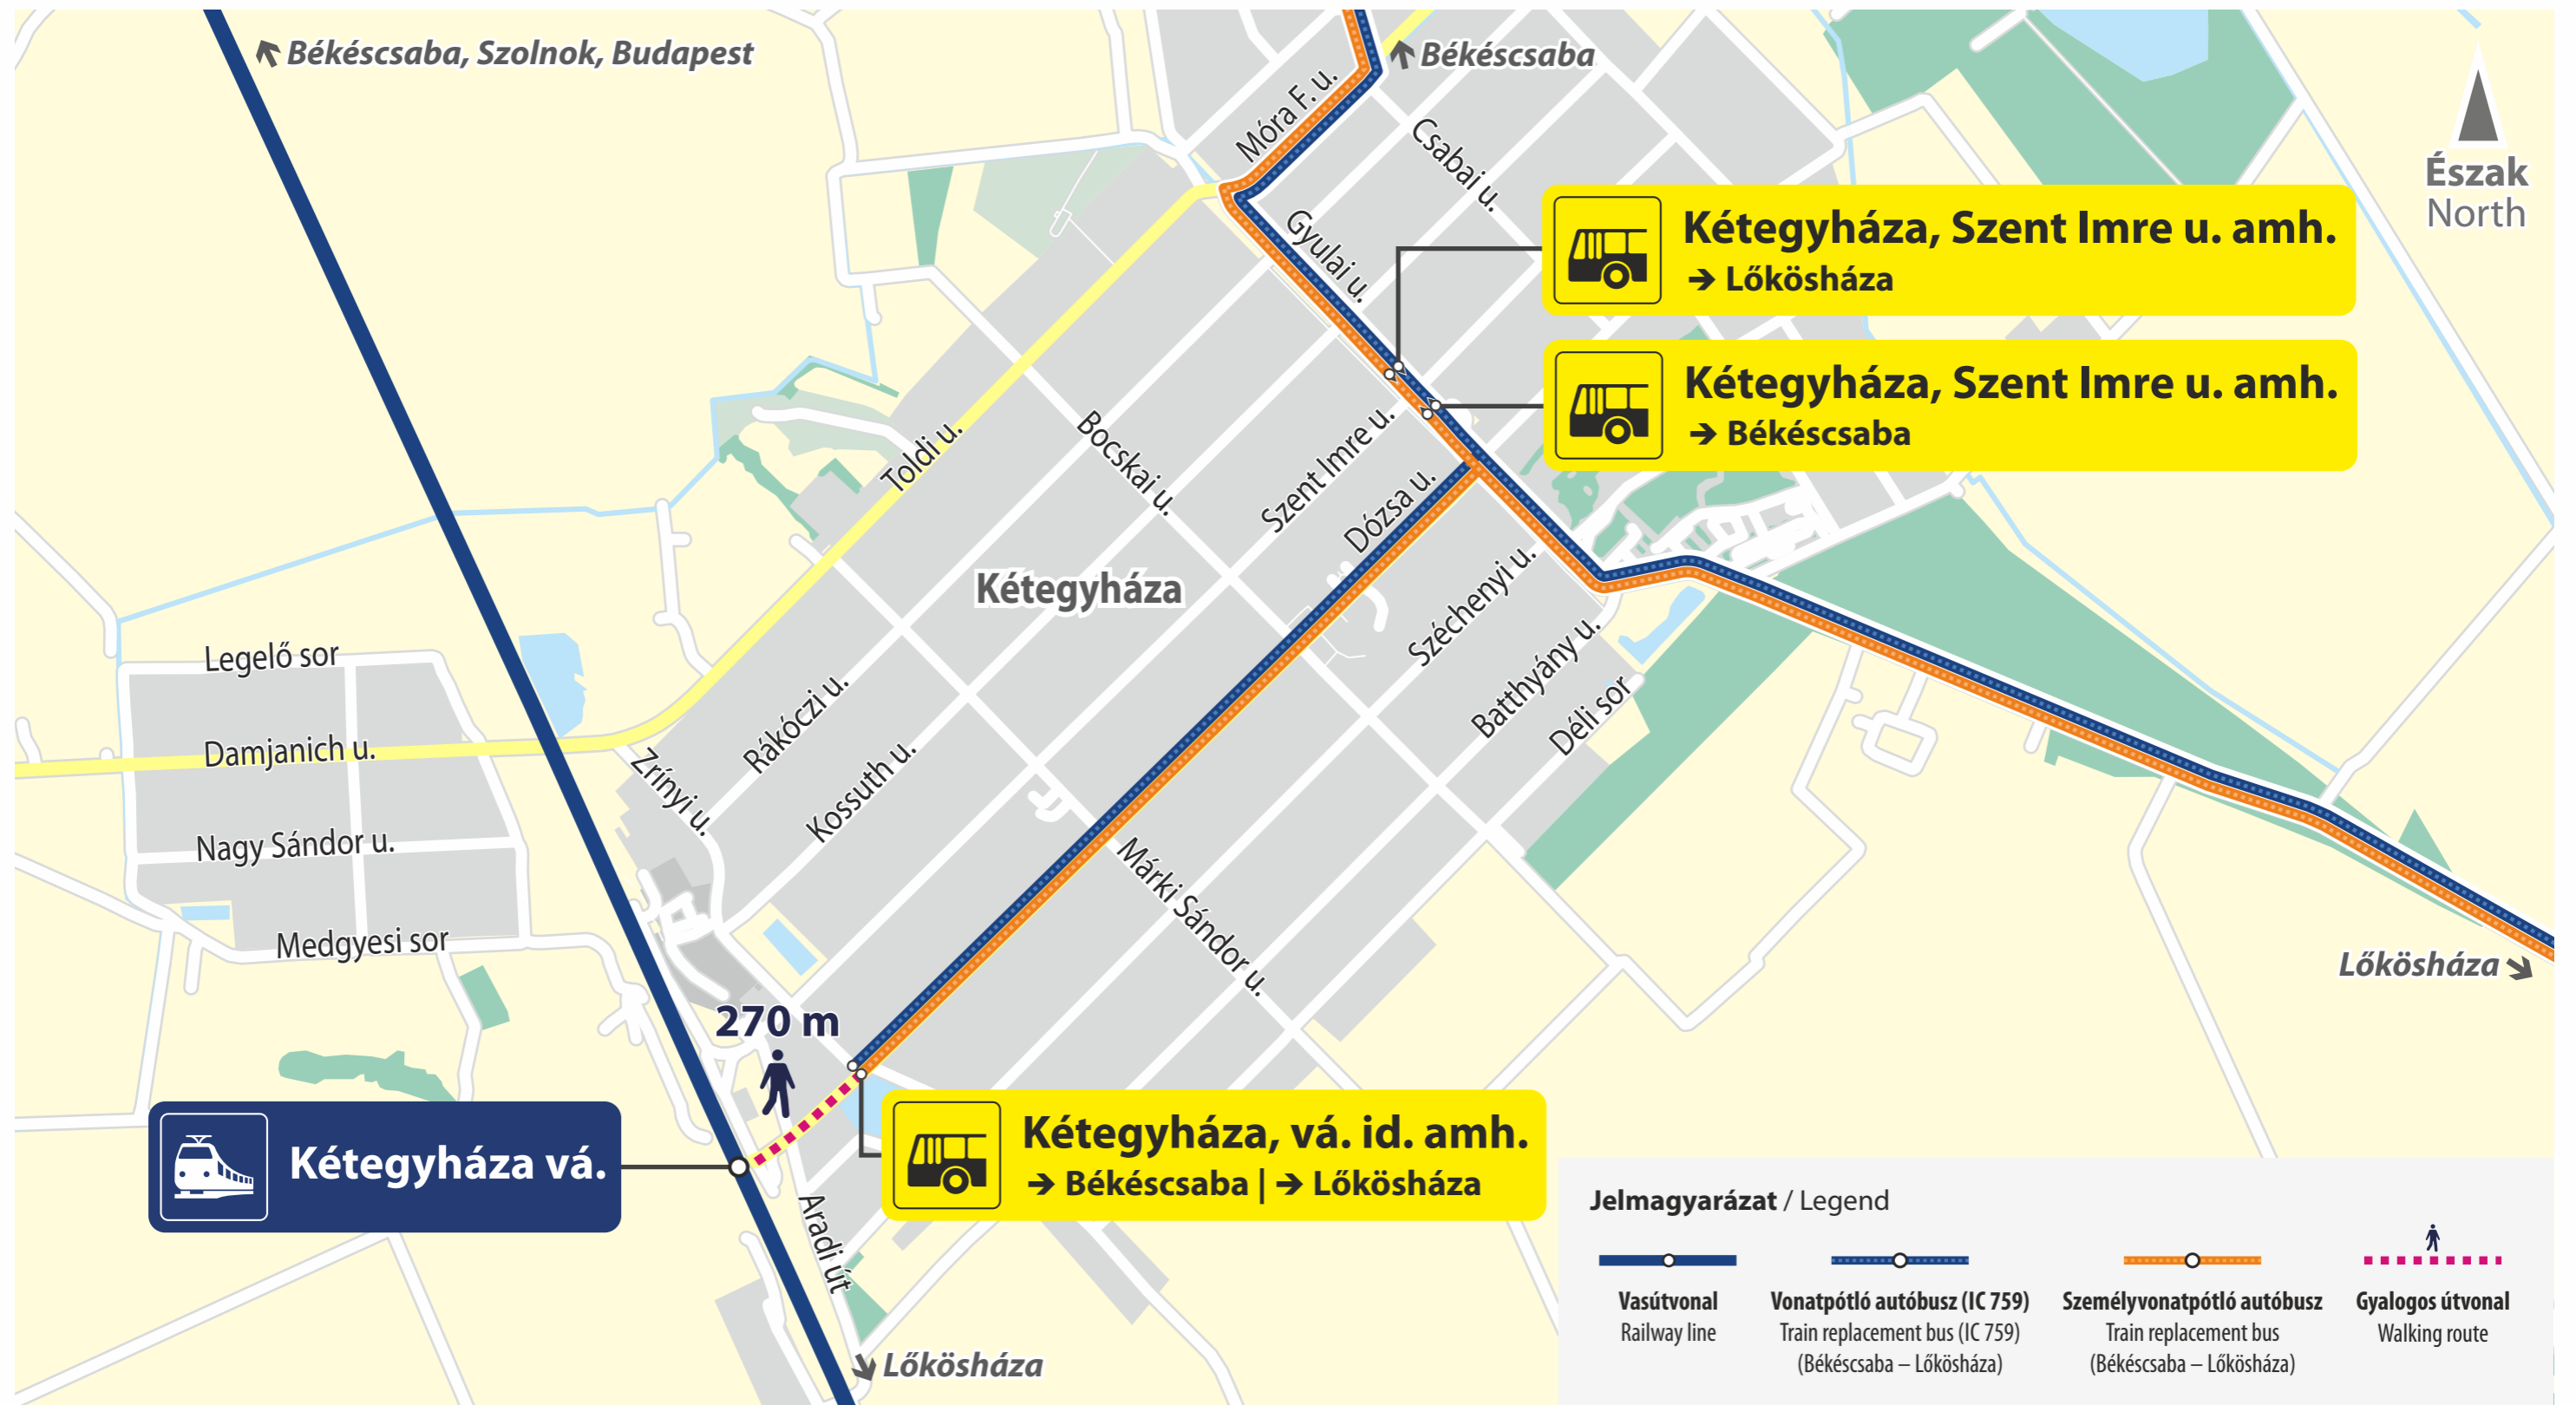 Békéscsaba, Szolnok, Budapest
Békéscsaba
Észak
North
Móra F. u.
Csabai u.
Gyulai u.
Kétegyháza, Szent Imre u. amh.
→ Lőkösháza
Kétegyháza, Szent Imre u. amh.
→ Békéscsaba
Toldi u.
Bocskai u.
Szent Imre u.
Dózsa u.
Kétegyháza
Széchenyi u.
Batthyány u.
Déli sor
Legelő sor
Damjanich u.
Nagy Sándor u.
Medgyesi sor
Zrínyi u.
Rákóczi u.
Kossuth u.
Márki Sándor u.
Lőkösháza
270 m
Kétegyháza vá.
Kétegyháza, vá. id. amh.
→ Békéscsaba | → Lőkösháza
Aradi út
Lőkösháza
Jelmagyarázat / Legend
Vasútvonal
Railway line
Vonatpótló autóbusz (IC 759)
Train replacement bus (IC 759)
(Békéscsaba – Lőkösháza)
Személyvonatpótló autóbusz
Train replacement bus
(Békéscsaba – Lőkösháza)
Gyalogos útvonal
Walking route